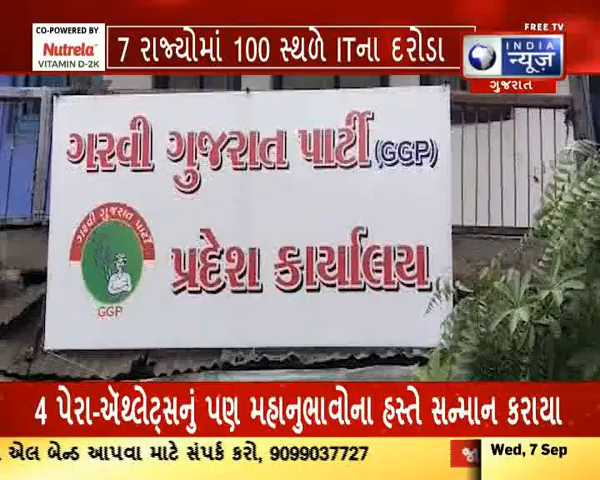 CO-POWERED BY
Nutrela
VITAMIN D-2K
7 રાજ્યોમાં 100 સ્થળે ITના દરોડા
FREE TV
INDIA
ન્યૂઝ
ગુજરાત
ગરવી ગુજરાત પાર્ટી (GGP)
ગરવી ગુજરાત પાર્ટી
GGP
પ્રદેશ કાર્યાલય
4 પેરા-ઍથ્લેટ્સનું પણ મહાનુભાવોના હસ્તે સન્માન કરાયા
એલ બેન્ડ આપવા માટે સંપર્ક કરો, 9099037727
Wed, 7 Sep